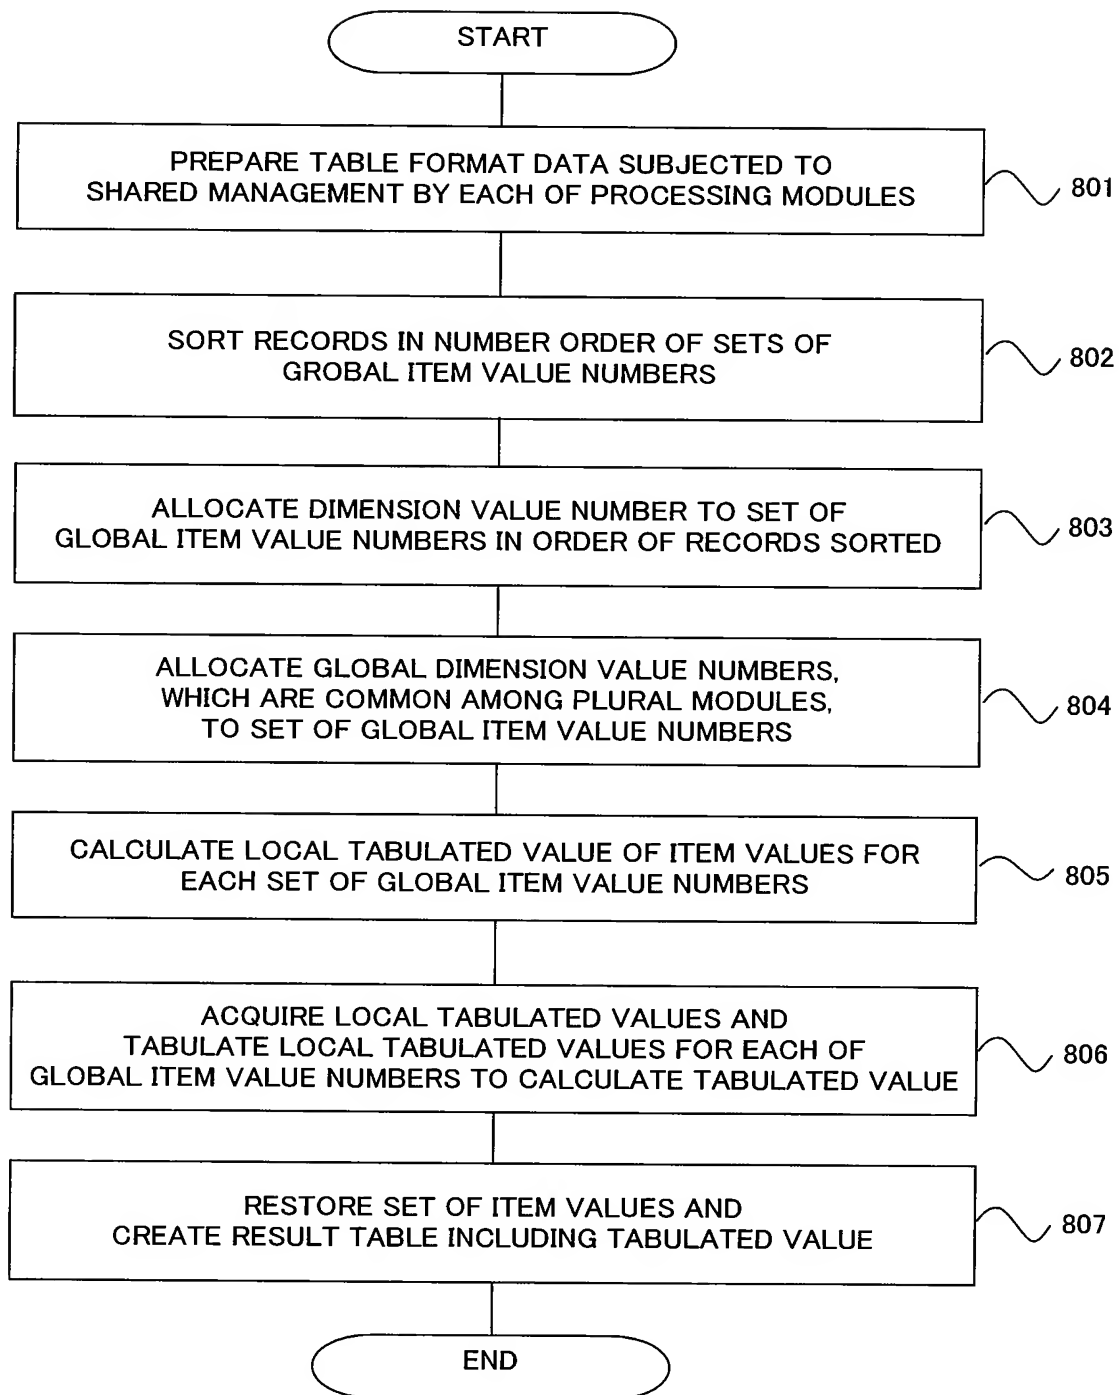 START
PREPARE TABLE FORMAT DATA SUBJECTED TO
SHARED MANAGEMENT BY EACH OF PROCESSING MODULES
801
SORT RECORDS IN NUMBER ORDER OF SETS OF
GROBAL ITEM VALUE NUMBERS
802
ALLOCATE DIMENSION VALUE NUMBER TO SET OF
GLOBAL ITEM VALUE NUMBERS IN ORDER OF RECORDS SORTED
803
ALLOCATE GLOBAL DIMENSION VALUE NUMBERS,
WHICH ARE COMMON AMONG PLURAL MODULES,
TO SET OF GLOBAL ITEM VALUE NUMBERS
804
CALCULATE LOCAL TABULATED VALUE OF ITEM VALUES FOR
EACH SET OF GLOBAL ITEM VALUE NUMBERS
805
ACQUIRE LOCAL TABULATED VALUES AND
TABULATE LOCAL TABULATED VALUES FOR EACH OF
GLOBAL ITEM VALUE NUMBERS TO CALCULATE TABULATED VALUE
806
RESTORE SET OF ITEM VALUES AND
CREATE RESULT TABLE INCLUDING TABULATED VALUE
807
END